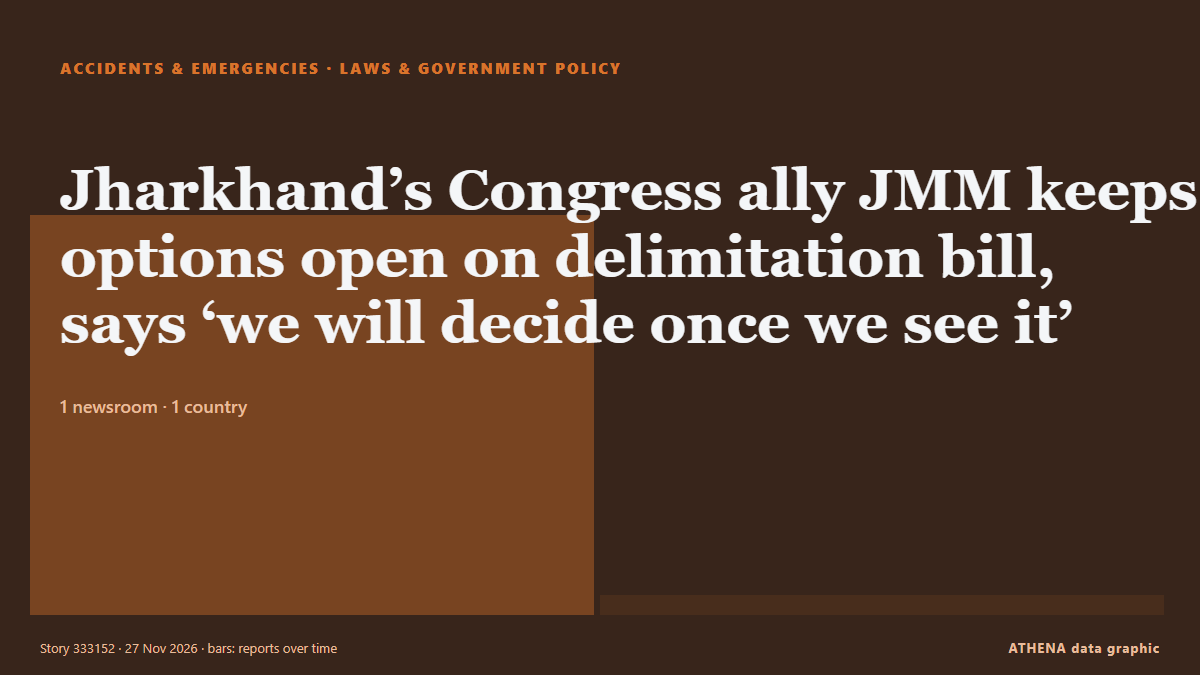 ACCIDENTS & EMERGENCIES · LAWS & GOVERNMENT POLICY
Jharkhand’s Congress ally JMM keeps
options open on delimitation bill,
says ‘we will decide once we see it’
1 newsroom · 1 country
Story 333152 · 27 Nov 2026 · bars: reports over time
ATHENA data graphic